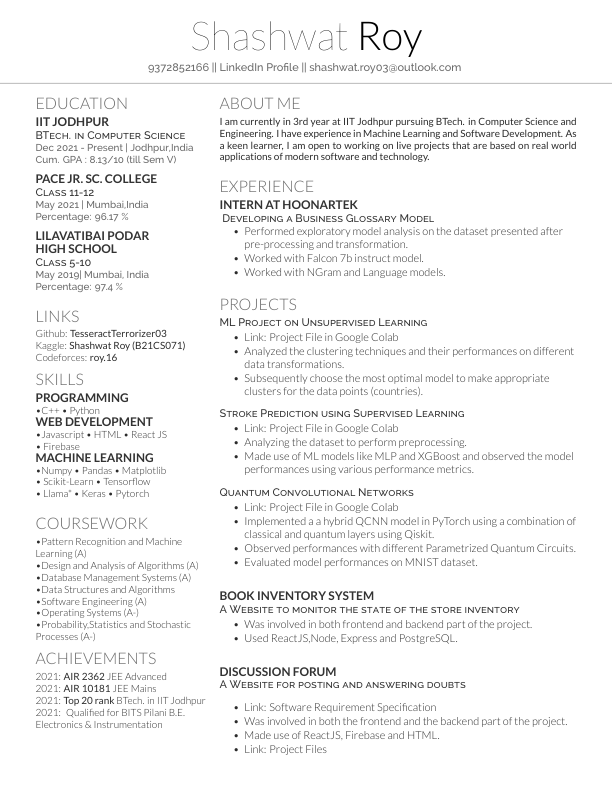 Shashwat Roy
9372852166 || LinkedIn Profile || shashwat.roy03@outlook.com
EDUCATION
IIT JODHPUR
BTech. in Computer Science
Dec 2021 - Present | Jodhpur,India
Cum. GPA : 8.13/10 (till Sem V)
PACE JR. SC. COLLEGE
Class 11-12
May 2021 | Mumbai,India
Percentage: 96.17 %
LILAVATIBAI PODAR
HIGH SCHOOL
Class 5-10
May 2019| Mumbai, India
Percentage: 97.4 %
LINKS
Github: TesseractTerrorizer03
Kaggle: Shashwat Roy (B21CS071)
Codeforces: roy.16
SKILLS
PROGRAMMING
•C++ • Python
WEB DEVELOPMENT
•Javascript • HTML • React JS
• Firebase
MACHINE LEARNING
•Numpy • Pandas • Matplotlib
• Scikit-Learn • Tensorflow
• Llama* • Keras • Pytorch
COURSEWORK
•Pattern Recognition and Machine
Learning (A)
•Design and Analysis of Algorithms (A)
•Database Management Systems (A)
•Data Structures and Algorithms
•Software Engineering (A)
•Operating Systems (A-)
•Probability,Statistics and Stochastic
Processes (A-)
ACHIEVEMENTS
2021: AIR 2362 JEE Advanced
2021: AIR 10181 JEE Mains
2021: Top 20 rank BTech. in IIT Jodhpur
2021: Qualified for BITS Pilani B.E.
Electronics & Instrumentation
ABOUT ME
I am currently in 3rd year at IIT Jodhpur pursuing BTech. in Computer Science and
Engineering. I have experience in Machine Learning and Software Development. As
a keen learner, I am open to working on live projects that are based on real world
applications of modern software and technology.
EXPERIENCE
INTERN AT HOONARTEK
Developing a Business Glossary Model
• Performed exploratory model analysis on the dataset presented after
pre-processing and transformation.
• Worked with Falcon 7b instruct model.
• Worked with NGram and Language models.
PROJECTS
ML Project on Unsupervised Learning
• Link: Project File in Google Colab
• Analyzed the clustering techniques and their performances on different
data transformations.
• Subsequently choose the most optimal model to make appropriate
clusters for the data points (countries).
Stroke Prediction using Supervised Learning
• Link: Project File in Google Colab
• Analyzing the dataset to perform preprocessing.
• Made use of ML models like MLP and XGBoost and observed the model
performances using various performance metrics.
Quantum Convolutional Networks
• Link: Project File in Google Colab
• Implemented a a hybrid QCNN model in PyTorch using a combination of
classical and quantum layers using Qiskit.
• Observed performances with different Parametrized Quantum Circuits.
• Evaluated model performances on MNIST dataset.
BOOK INVENTORY SYSTEM
A Website to monitor the state of the store inventory
• Was involved in both frontend and backend part of the project.
• Used ReactJS,Node, Express and PostgreSQL.
DISCUSSION FORUM
A Website for posting and answering doubts
• Link: Software Requirement Specification
• Was involved in both the frontend and the backend part of the project.
• Made use of ReactJS, Firebase and HTML.
• Link: Project Files